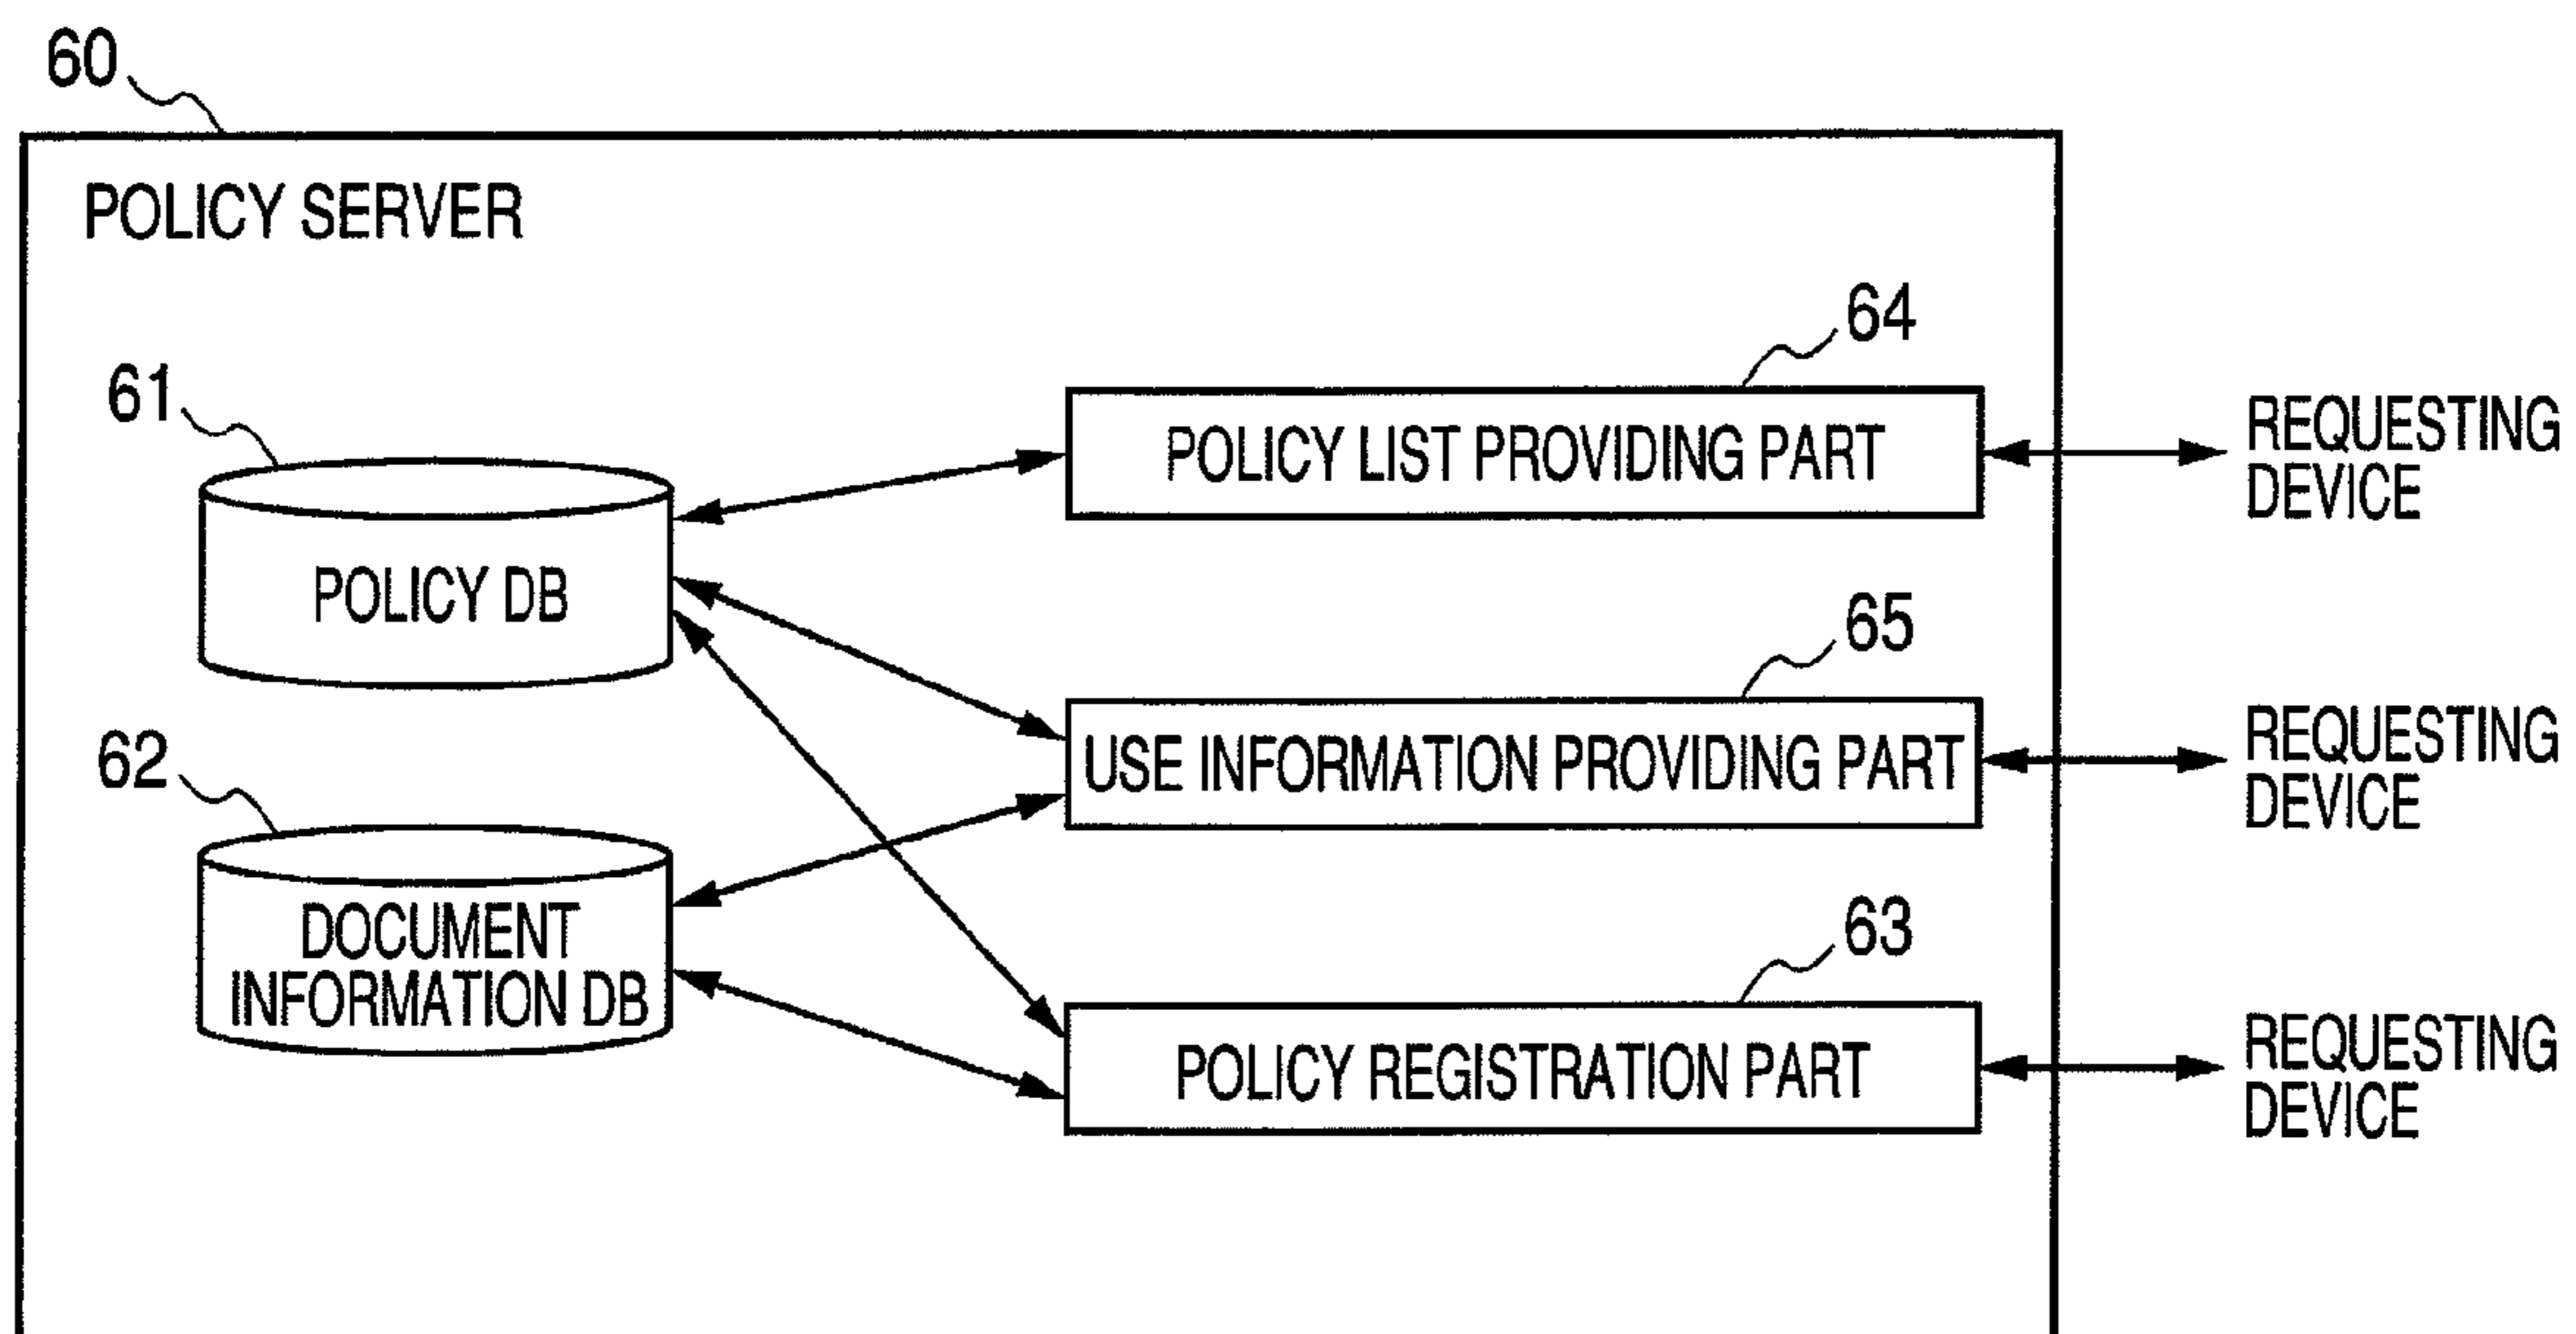 60
POLICY SERVER
64
61
POLICY LIST PROVIDING PART
REQUESTING
DEVICE
POLICY DB
65
62
USE INFORMATION PROVIDING PART
REQUESTING
DEVICE
DOCUMENT
INFORMATION DB
63
POLICY REGISTRATION PART
REQUESTING
DEVICE